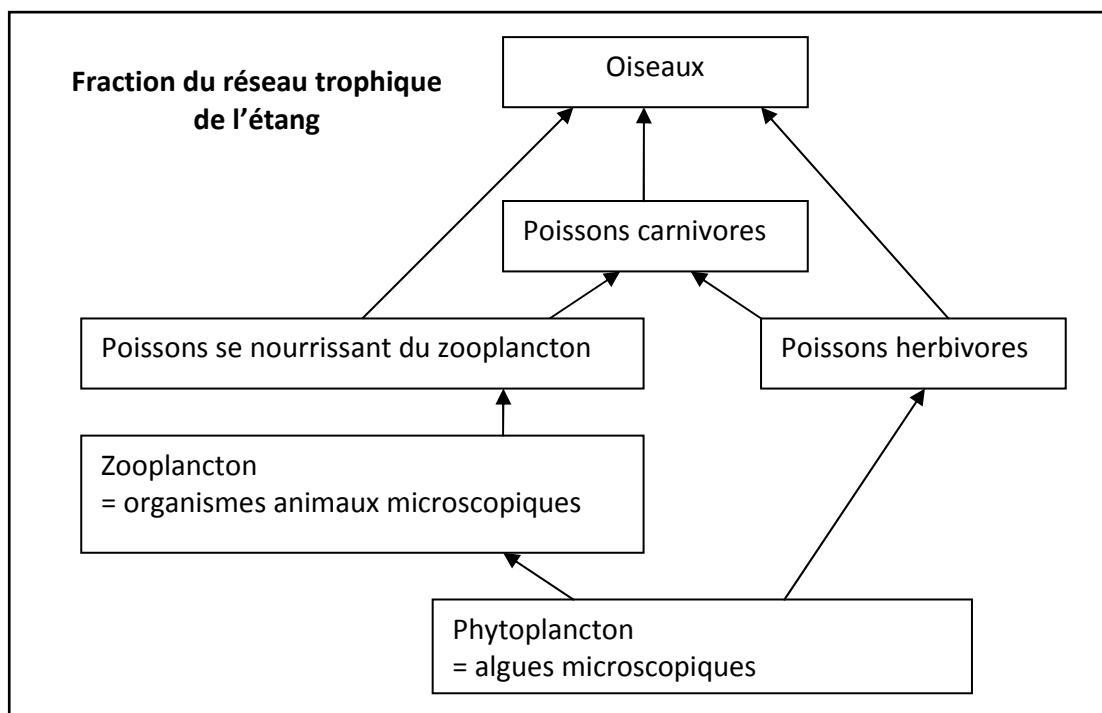 Fraction du réseau trophique
de l’étang
Oiseaux
Poissons carnivores
Poissons se nourrissant du zooplancton
Poissons herbivores
Zooplancton
= organismes animaux microscopiques
Phytoplancton
= algues microscopiques